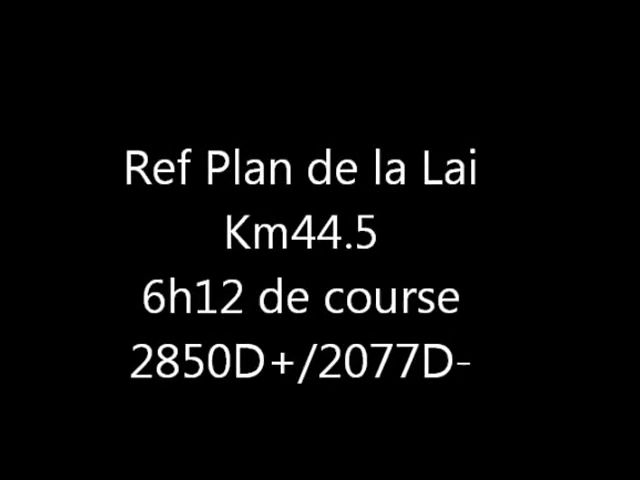 Ref Plan de la Lai
Km44.5
6h12 de course
2850D+/2077D-